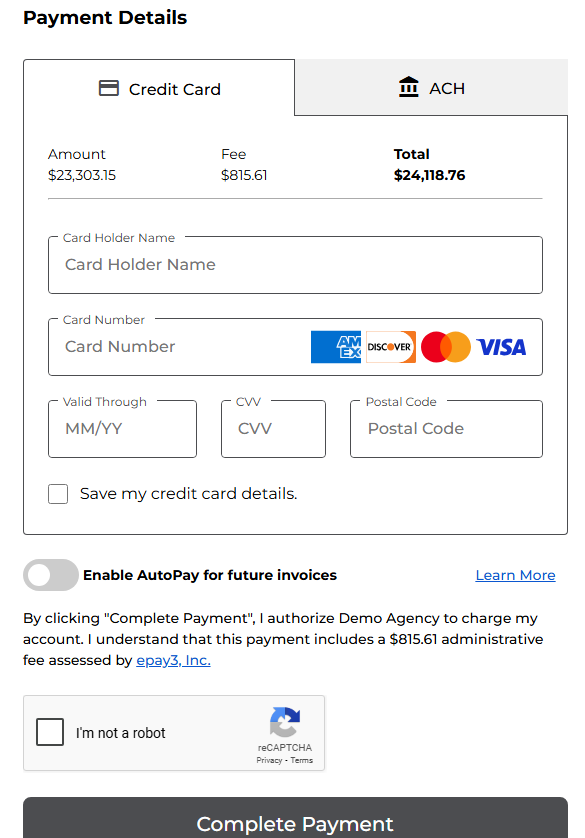 Payment Details
Credit Card
ACH
Amount Fee Total
$23,303.15 $815.61 $24,118.76
Card Holder Name
Card Holder Name
Card Number
Card Number AM EX DISCOVER VISA
Valid Through CVV Postal Code
MM/YY CVV Postal Code
Save my credit card details.
Enable AutoPay for future invoices Learn More
By clicking "Complete Payment", I authorize Demo Agency to charge my
account. I understand that this payment includes a $815.61 administrative
fee assessed by epay3, Inc.
I'm not a robot
reCAPTCHA
Privacy - Terms
Complete Payment